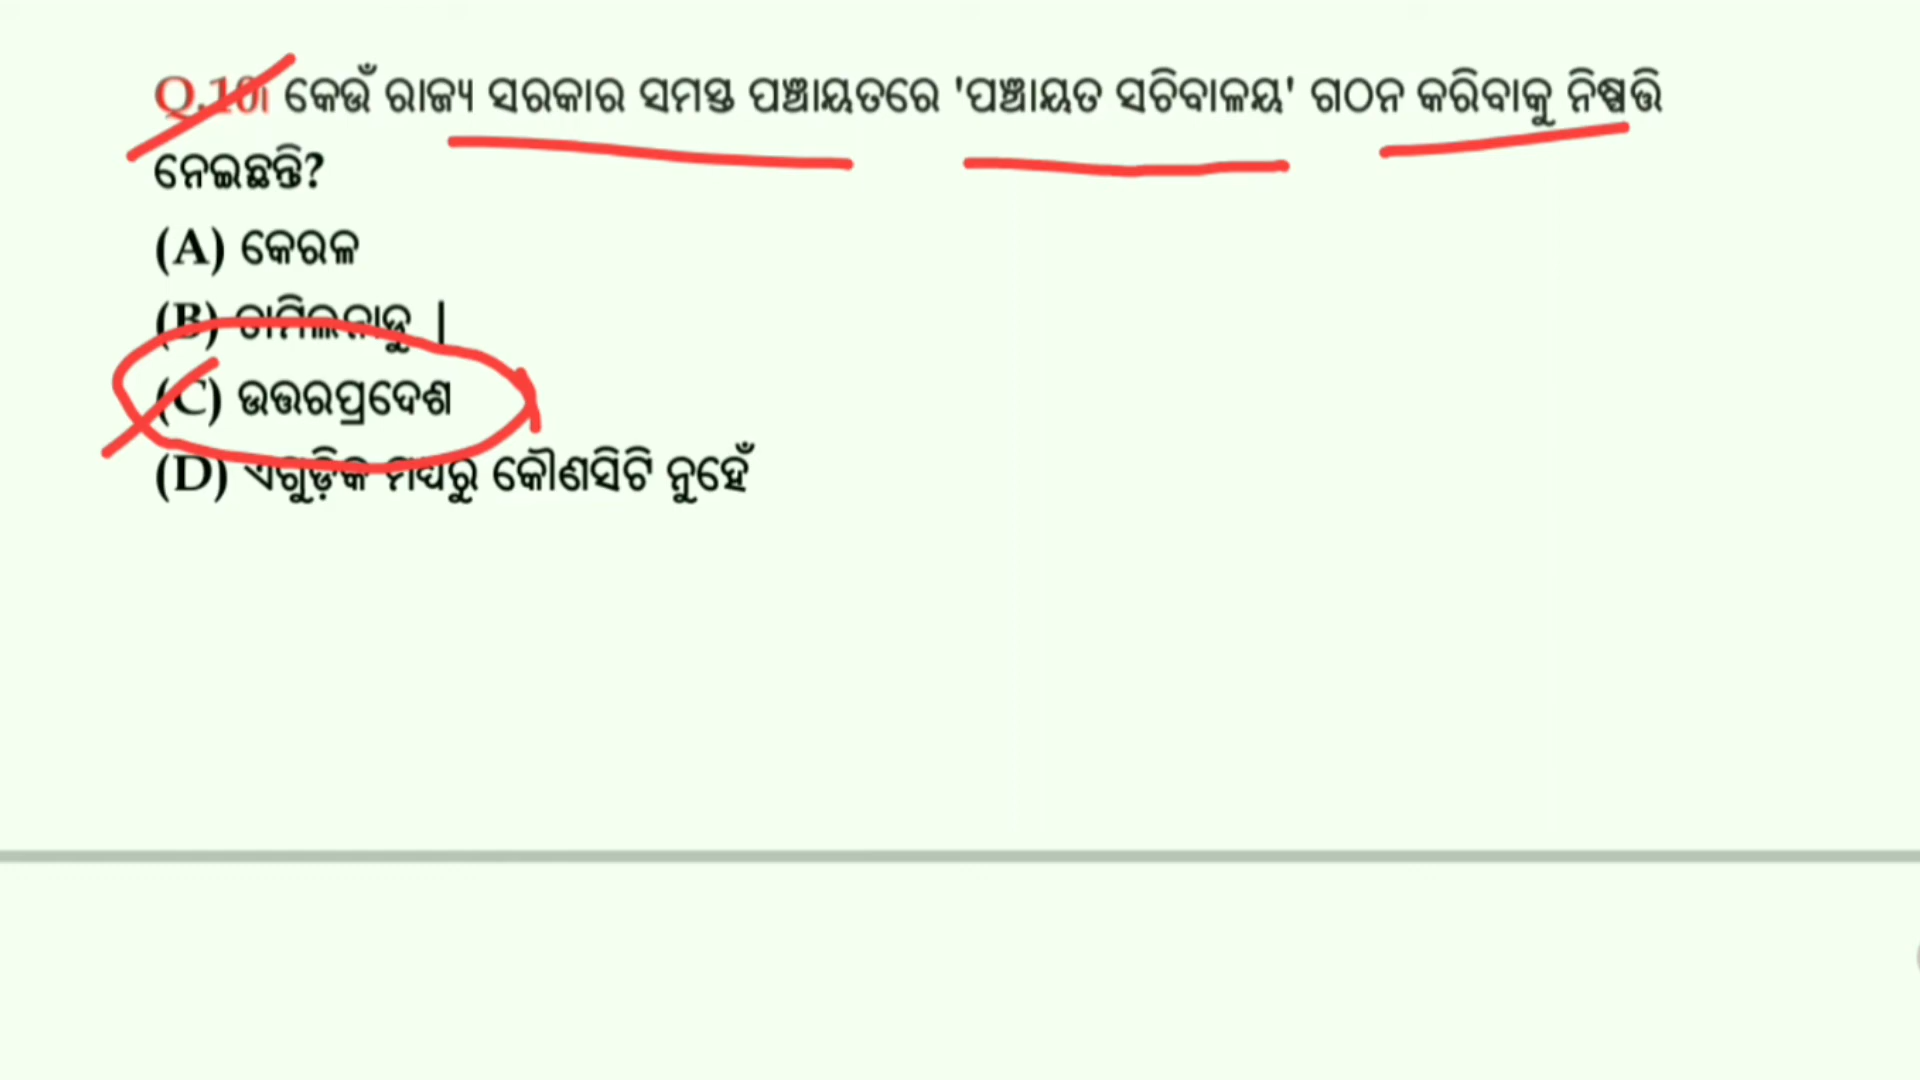 Q.10। କେଉଁ ରାଜ୍ୟ ସରକାର ସମସ୍ତ ପଞ୍ଚାୟତରେ 'ପଞ୍ଚାୟତ ସଚିବାଳୟ' ଗଠନ କରିବାକୁ ନିଷ୍ପତ୍ତି
ନେଇଛନ୍ତି?
(A) କେରଳ
(B) ତାମିଲନାଡୁ |
(C) ଉତ୍ତରପ୍ରଦେଶ
(D) ଏଗୁଡ଼ିକ ମଧ୍ୟରୁ କୌଣସିଟି ନୁହେଁ